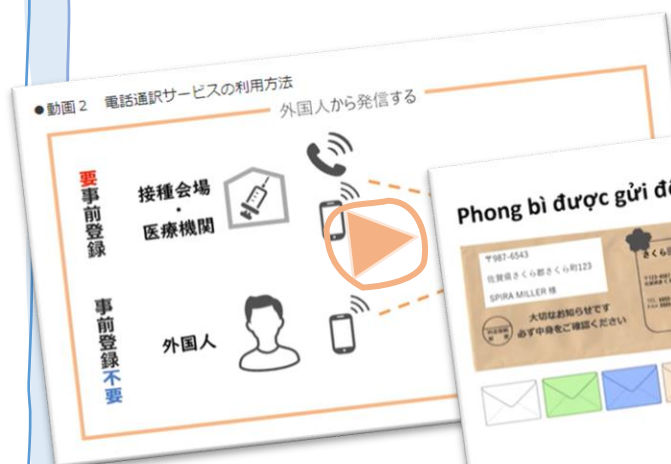 ●動画2 電話通訳サービスの利用方法
外国人から発信する
要事前登録
接種会場
・
医療機関
事前登録不要
外国人
Phong bì được gửi
〒987-6543
佐賀県さくら郡さくら町123
SPIRA MILLER 様
大切なお知らせです
必ず中身をご確認ください